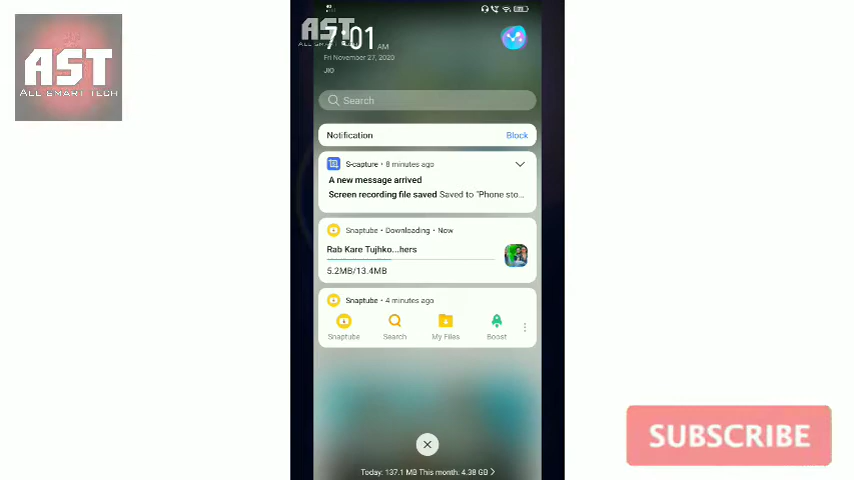 AST
ALL SMART TECH
AST
7:01 AM
Fri November 27, 2020
JIO
Search
Notification Block
S-capture • 8 minutes ago
A new message arrived
Screen recording file saved Saved to "Phone sto...
Snaptube • Downloading • Now
Rab Kare Tujhko...hers
5.2MB/13.4MB
Snaptube • 4 minutes ago
Snaptube Search My Files Boost
Today: 137.1 MB This month: 4.38 GB
SUBSCRIBE